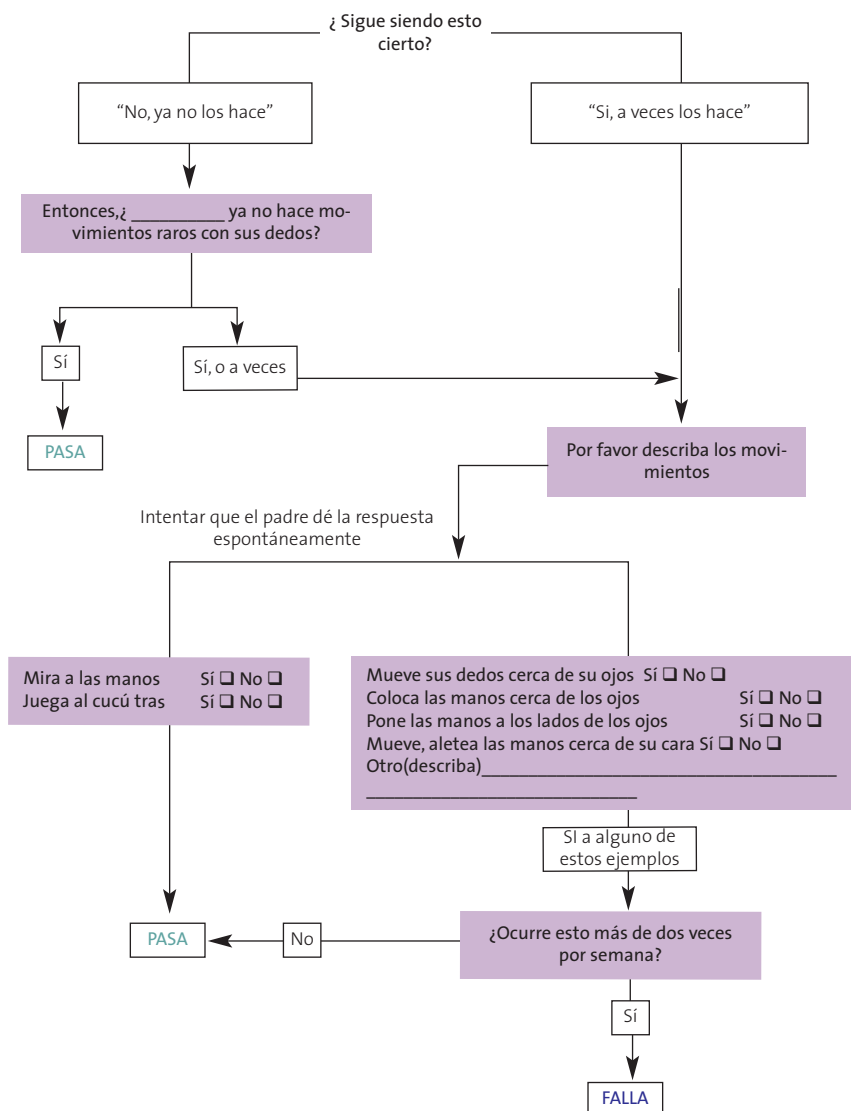 ¿ Sigue siendo esto
cierto?
“No, ya no los hace”
“Si, a veces los hace”
Entonces,¿ __________ ya no hace mo-
vimientos raros con sus dedos?
Sí
Sí, o a veces
PASA
Por favor describa los movi-
mientos
Intentar que el padre dé la respuesta
espontáneamente
Mira a las manos Sí ❑ No ❑
Juega al cucú tras Sí ❑ No ❑
Mueve sus dedos cerca de su ojos Sí ❑ No ❑
Coloca las manos cerca de los ojos Sí ❑ No ❑
Pone las manos a los lados de los ojos Sí ❑ No ❑
Mueve, aletea las manos cerca de su cara Sí ❑ No ❑
Otro(describa)______________________________________
_____________________________
SI a alguno de
estos ejemplos
PASA
No
¿Ocurre esto más de dos veces
por semana?
Sí
FALLA